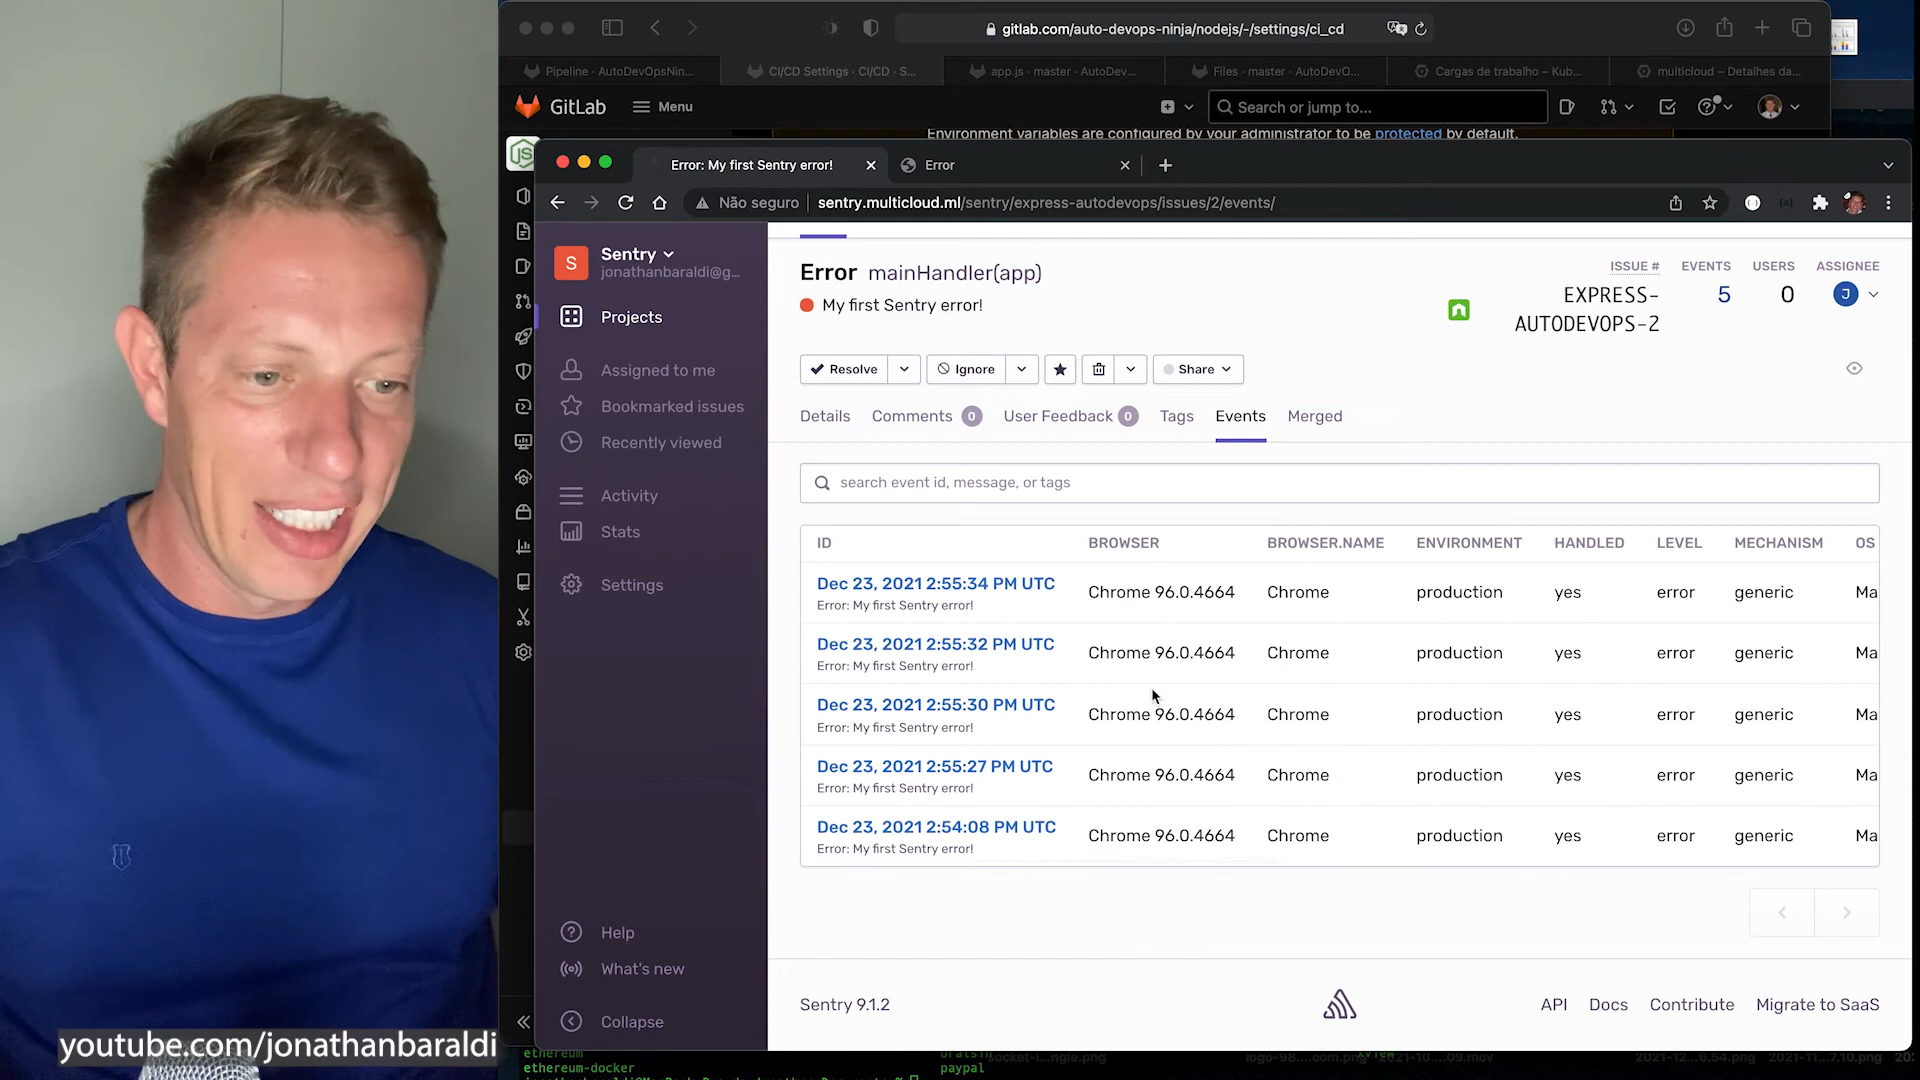 gitlab.com/auto-devops-ninja/nodejs/-/settings/ci_cd
Pipeline · AutoDevOpsNin...
CI/CD Settings · CI/CD · S...
app.js · master · AutoDev...
Files · master · AutoDevO...
Cargas de trabalho – Kub...
multicloud – Detalhes da...
GitLab
Menu
Search or jump to...
Environment variables are configured by your administrator to be protected by default.
Error: My first Sentry error!
Error
Não seguro
sentry.multicloud.ml/sentry/express-autodevops/issues/2/events/
S
Sentry
jonathanbaraldi@g...
Projects
Assigned to me
Bookmarked issues
Recently viewed
Activity
Stats
Settings
Help
What's new
Collapse
Error mainHandler(app)
My first Sentry error!
ISSUE # EVENTS USERS ASSIGNEE
EXPRESS-
AUTODEVOPS-2
5 0 J
Resolve Ignore Share
Details Comments 0 User Feedback 0 Tags Events Merged
search event id, message, or tags
ID BROWSER BROWSER.NAME ENVIRONMENT HANDLED LEVEL MECHANISM OS
Dec 23, 2021 2:55:34 PM UTC Chrome 96.0.4664 Chrome production yes error generic Ma
Error: My first Sentry error!
Dec 23, 2021 2:55:32 PM UTC Chrome 96.0.4664 Chrome production yes error generic Ma
Error: My first Sentry error!
Dec 23, 2021 2:55:30 PM UTC Chrome 96.0.4664 Chrome production yes error generic Ma
Error: My first Sentry error!
Dec 23, 2021 2:55:27 PM UTC Chrome 96.0.4664 Chrome production yes error generic Ma
Error: My first Sentry error!
Dec 23, 2021 2:54:08 PM UTC Chrome 96.0.4664 Chrome production yes error generic Ma
Error: My first Sentry error!
Sentry 9.1.2
API Docs Contribute Migrate to SaaS
youtube.com/jonathanbaraldi
ethereum
ethereum-docker
paypal